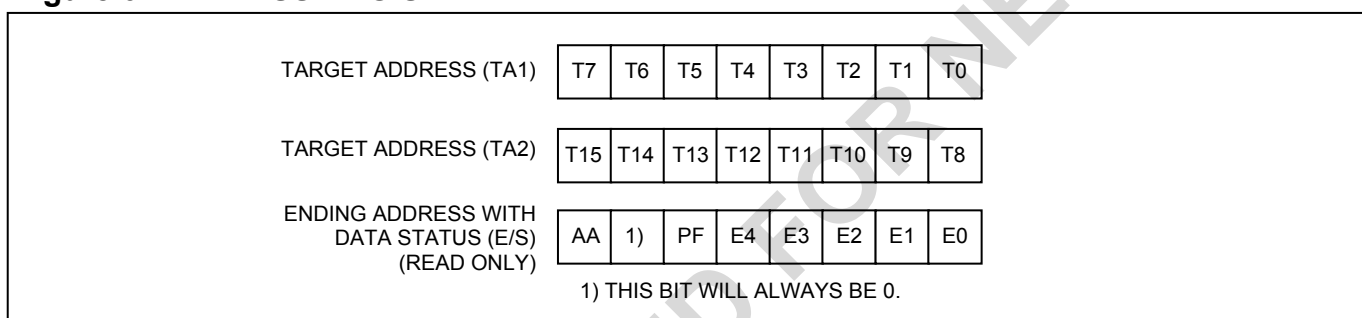 TARGET ADDRESS (TA1) T7 T6 T5 T4 T3 T2 T1 T0
TARGET ADDRESS (TA2) T15 T14 T13 T12 T11 T10 T9 T8
ENDING ADDRESS WITH
DATA STATUS (E/S)
(READ ONLY)
AA 1) PF E4 E3 E2 E1 E0
1) THIS BIT WILL ALWAYS BE 0.